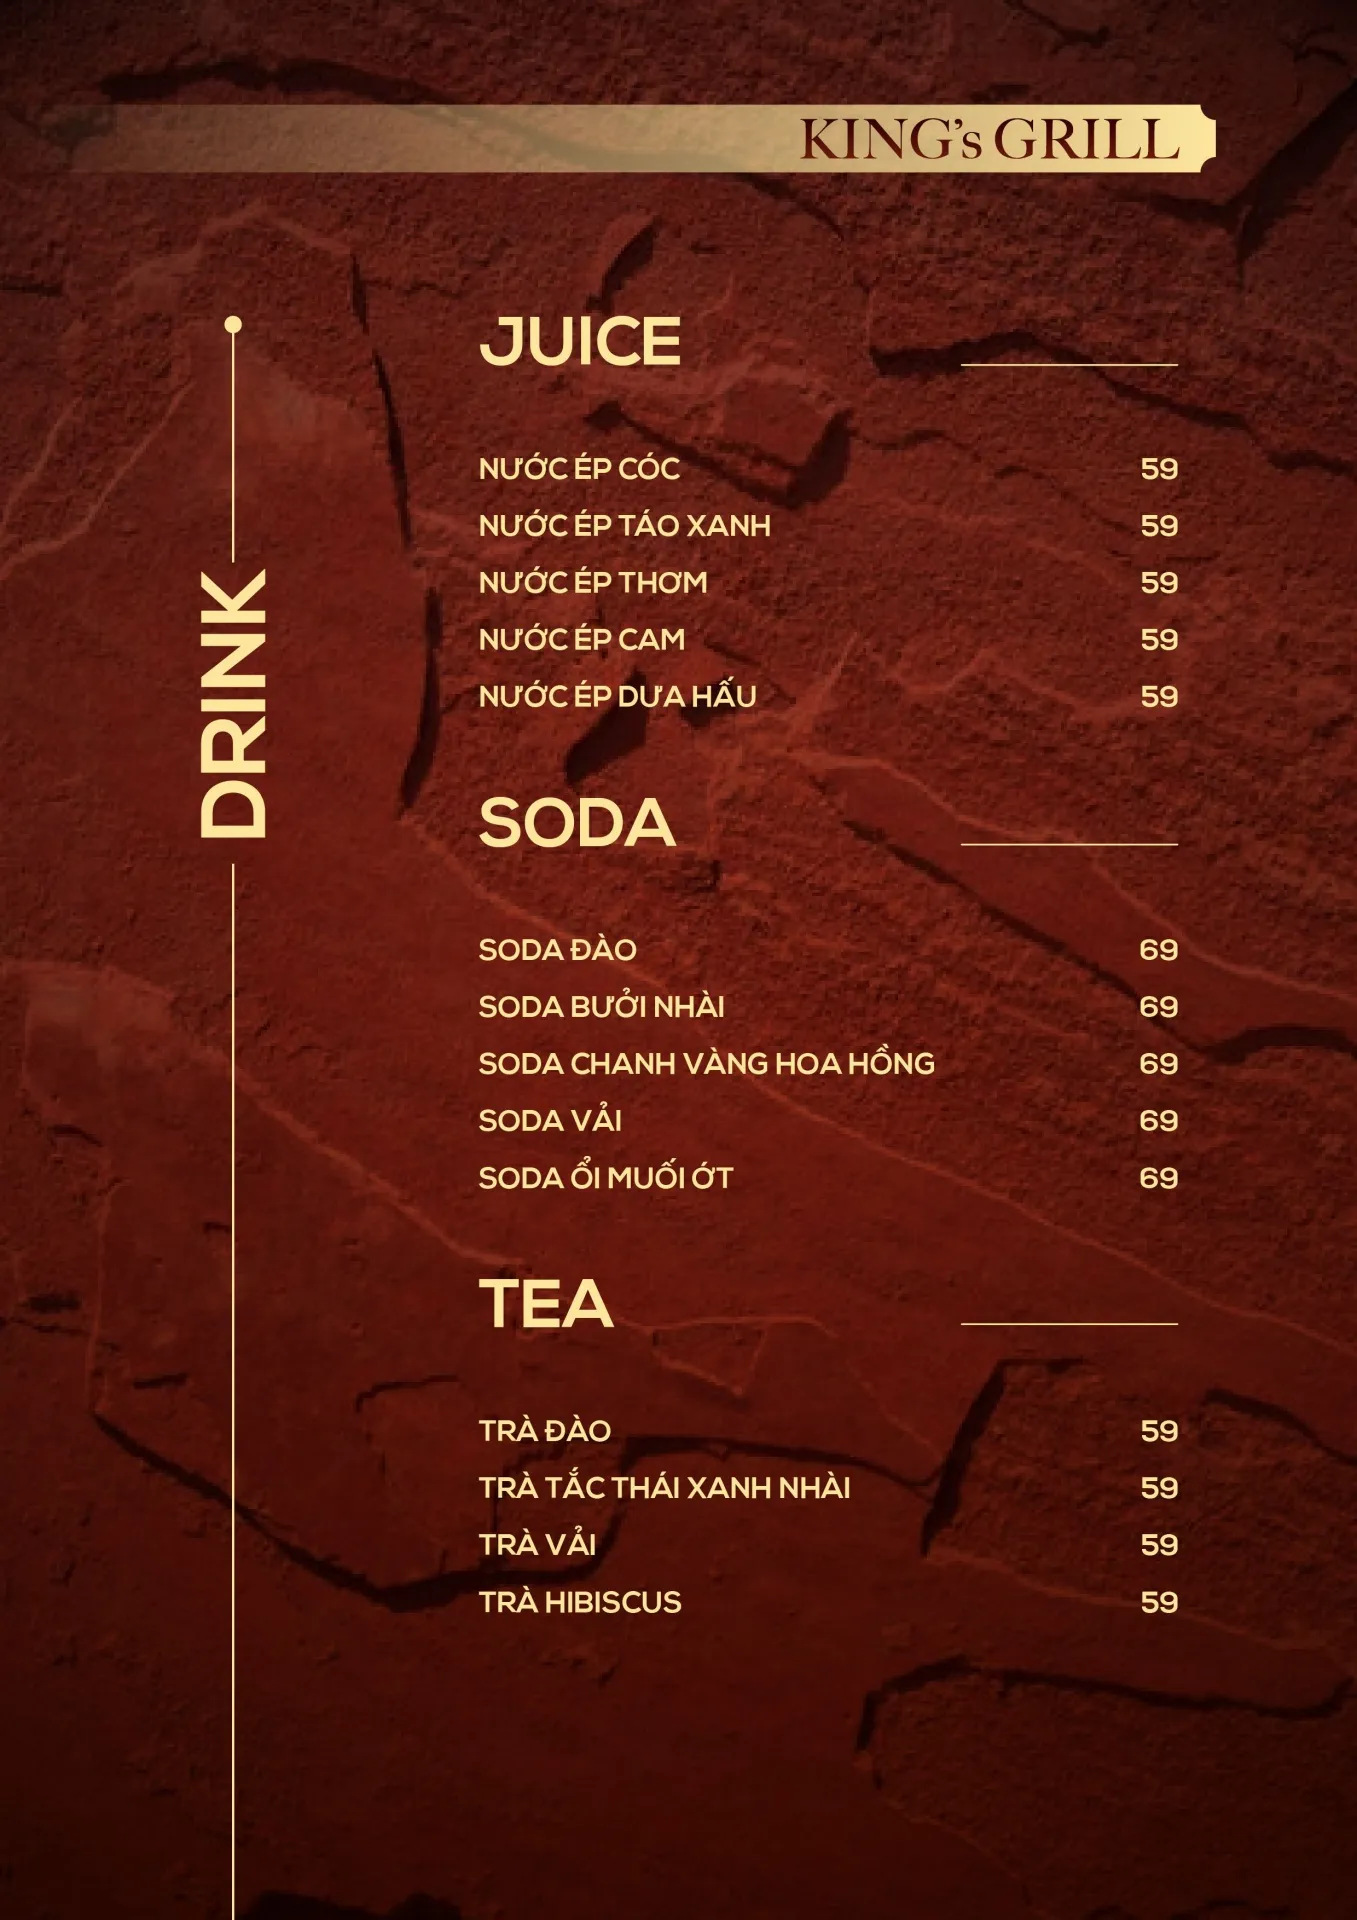 KING's GRILL
DRINK
JUICE
NƯỚC ÉP CÓC 59
NƯỚC ÉP TÁO XANH 59
NƯỚC ÉP THƠM 59
NƯỚC ÉP CAM 59
NƯỚC ÉP DƯA HẤU 59
SODA
SODA ĐÀO 69
SODA BƯỞI NHÀI 69
SODA CHANH VÀNG HOA HỒNG 69
SODA VẢI 69
SODA ỔI MUỐI ỚT 69
TEA
TRÀ ĐÀO 59
TRÀ TẮC THÁI XANH NHÀI 59
TRÀ VẢI 59
TRÀ HIBISCUS 59